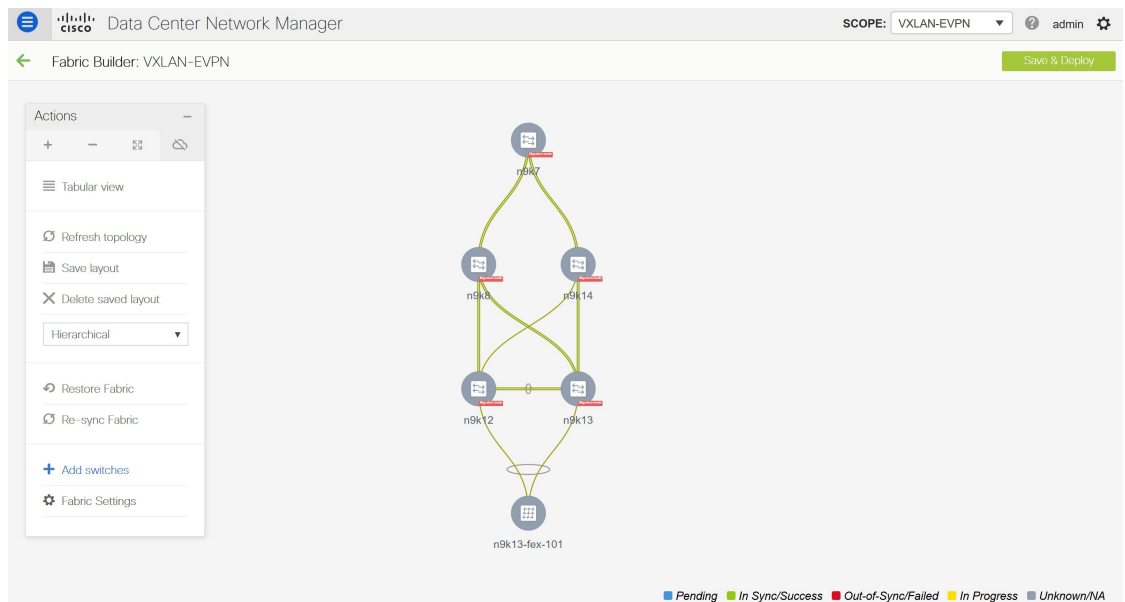 cisco Data Center Network Manager SCOPE: VXLAN-EVPN admin
Fabric Builder: VXLAN-EVPN Save & Deploy
Actions
Tabular view
Refresh topology
Save layout
Delete saved layout
Hierarchical
Restore Fabric
Re-sync Fabric
Add switches
Fabric Settings
n9k7
n9k8 n9k14
n9k12 n9k13
n9k13-fex-101
Pending In Sync/Success Out-of-Sync/Failed In Progress Unknown/NA